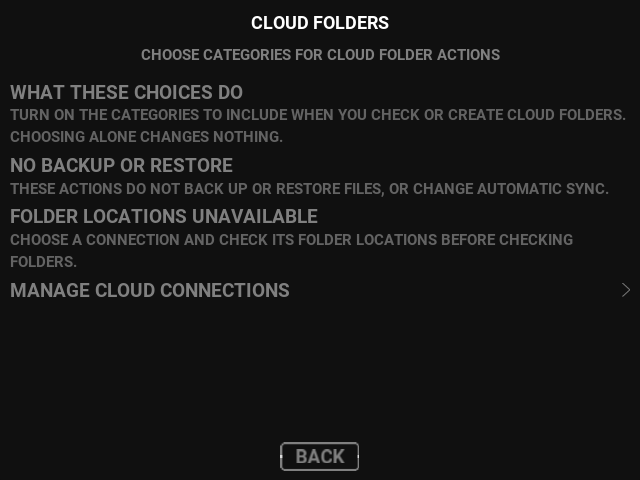 CLOUD FOLDERS
CHOOSE CATEGORIES FOR CLOUD FOLDER ACTIONS
WHAT THESE CHOICES DO
TURN ON THE CATEGORIES TO INCLUDE WHEN YOU CHECK OR CREATE CLOUD FOLDERS.
CHOOSING ALONE CHANGES NOTHING.
NO BACKUP OR RESTORE
THESE ACTIONS DO NOT BACK UP OR RESTORE FILES, OR CHANGE AUTOMATIC SYNC.
FOLDER LOCATIONS UNAVAILABLE
CHOOSE A CONNECTION AND CHECK ITS FOLDER LOCATIONS BEFORE CHECKING
FOLDERS.
MANAGE CLOUD CONNECTIONS
BACK